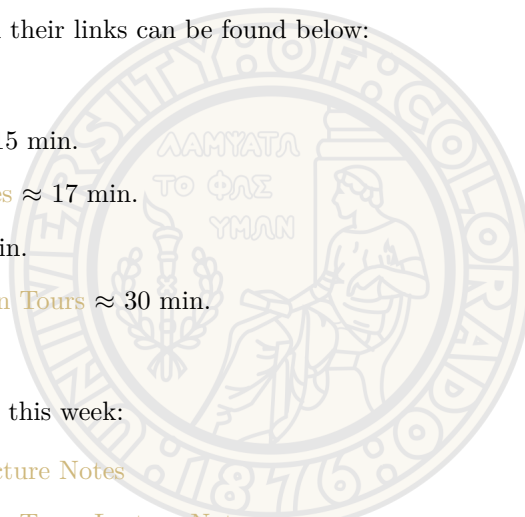 their links can be found below:
15 min.
≈ 17 min.
in.
Tours ≈ 30 min.
this week:
Lecture Notes
UNIVERSITY·OF·COLORADO
·1876·
ΛΑΜΨΑΤΩ
ΤΟ ΦΩΣ
ΥΜΩΝ